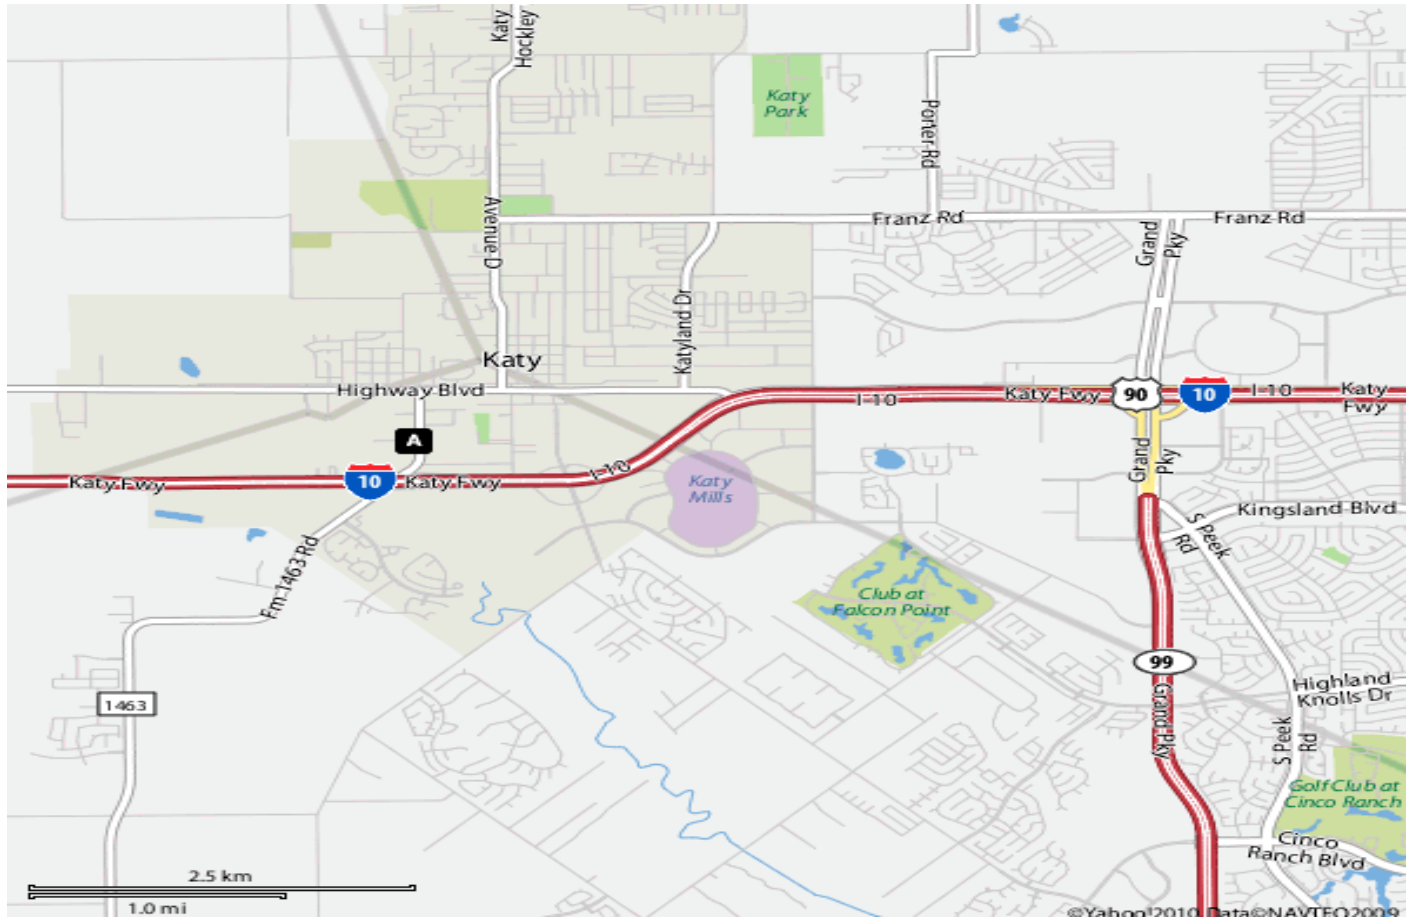 Katy
Hockley
Katy
Park
Porter Rd
Avenue D
Franz Rd
Franz Rd
Grand
Pky
Katyland Dr
Katy
Highway Blvd
I-10
Katy Fwy
90
10
I-10
Katy
Fwy
A
Grand
Pky
I-10
Katy Fwy
10
Katy Fwy
Katy
Mills
Kingsland Blvd
S Peek
Rd
Fm 1463 Rd
Club at
Falcon Point
99
Grand Pky
Highland
Knolls Dr
1463
S Peek
Rd
Golf Club at
Cinco Ranch
Cinco
Ranch Blvd
2.5 km
1.0 mi
©Yahoo!2010 Data©NAVTEQ2009